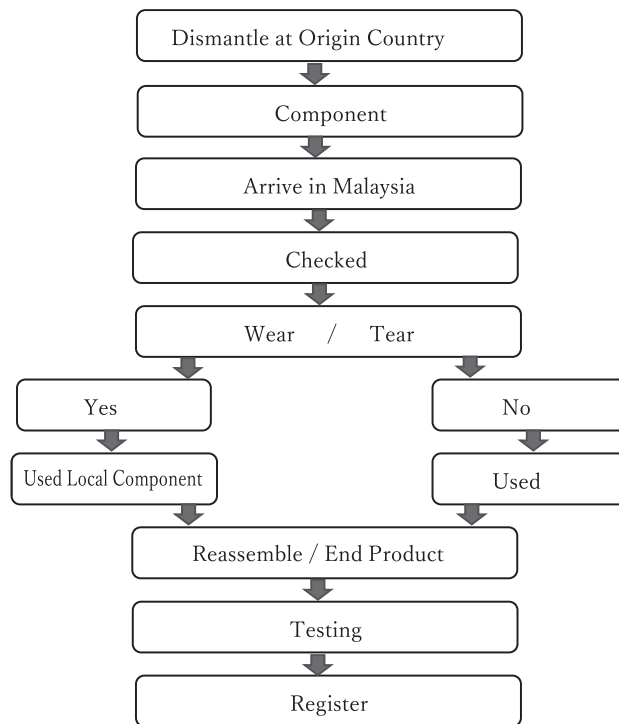 Dismantle at Origin Country
Component
Arrive in Malaysia
Checked
Wear / Tear
Yes
No
Used Local Component
Used
Reassemble / End Product
Testing
Register